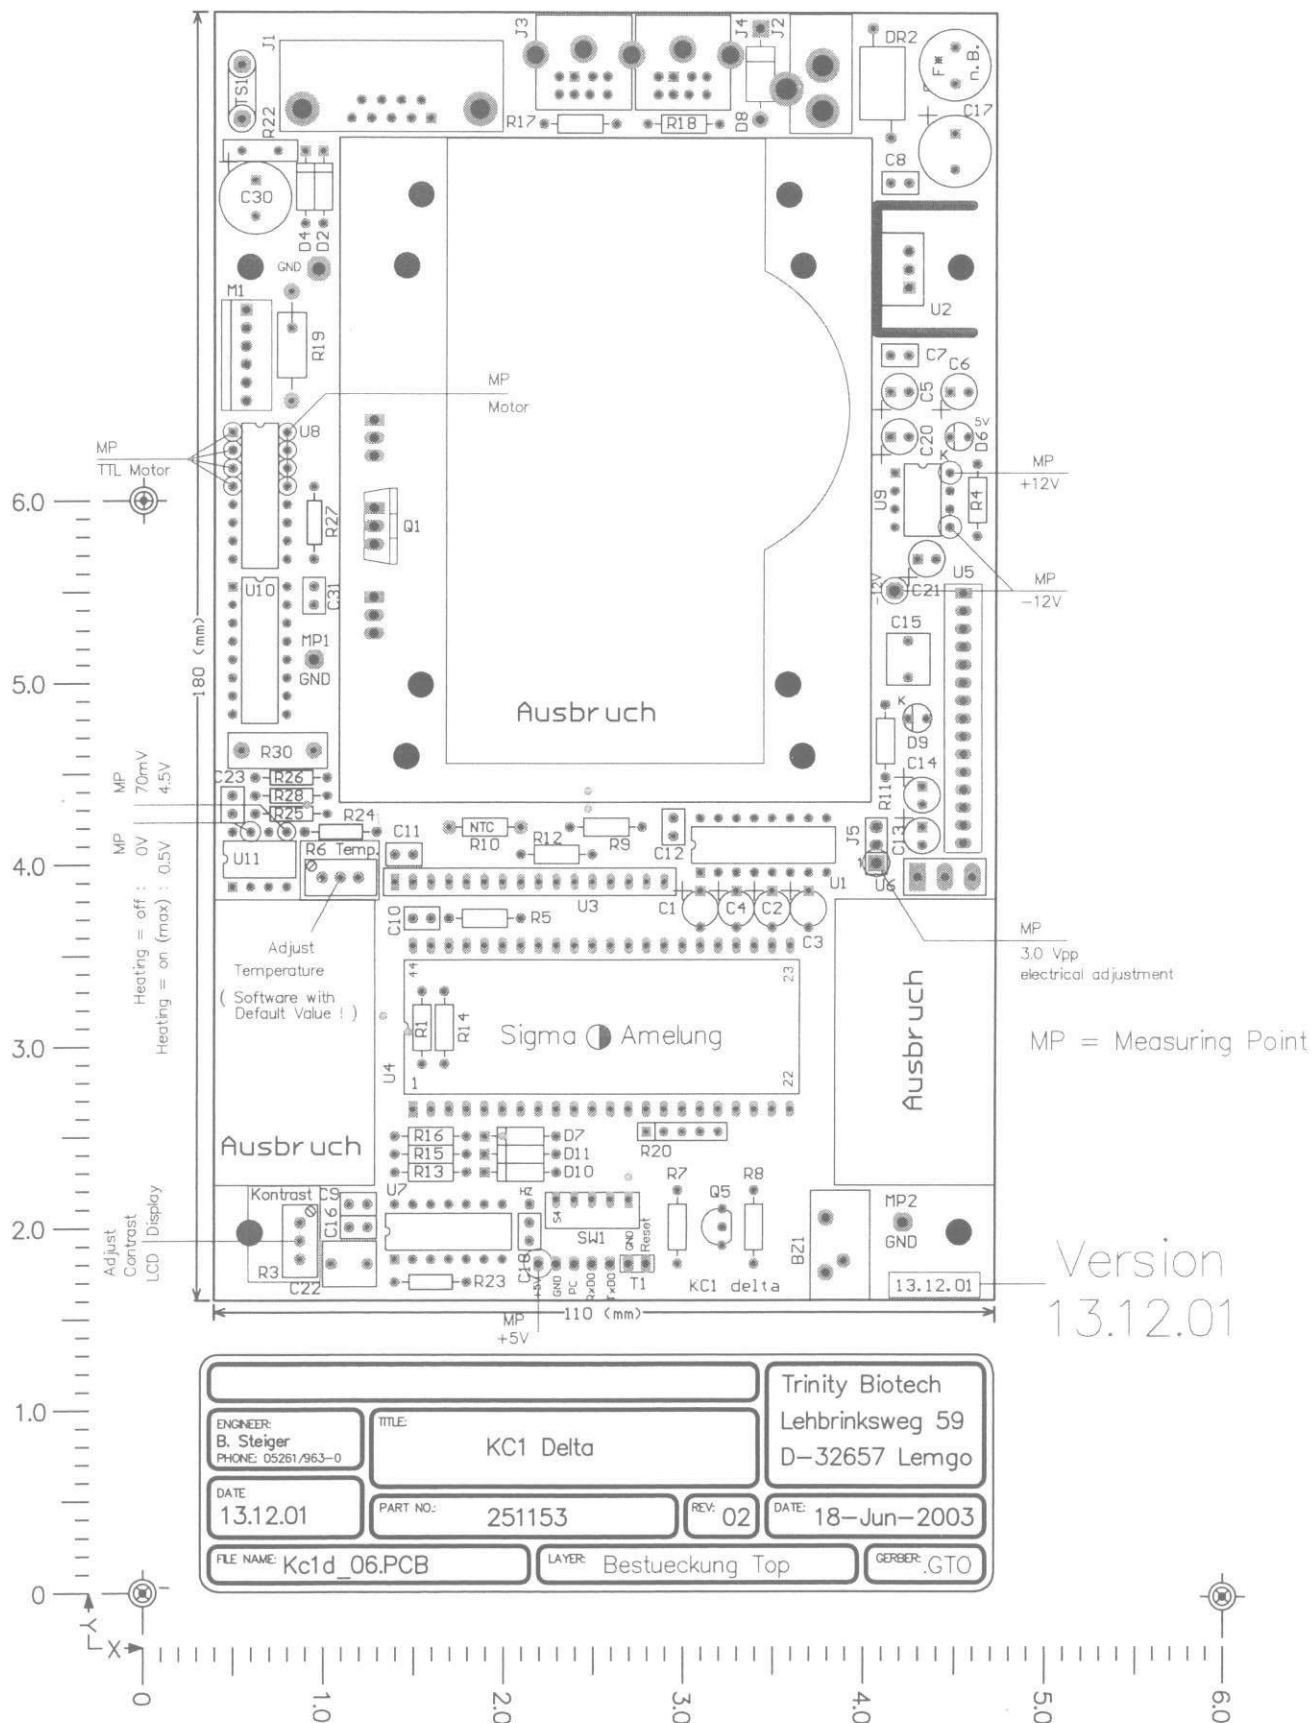 J1
J3
J4
J2
DR2
F*
n.B.
TS1
R22
R17
R18
D8
C17
C8
C30
D4
D2
GND
U2
M1
R19
C7
C6
C5
MP
Motor
U8
C20
5V
D6
K
MP
TTL Motor
MP
+12V
U9
R4
6.0
R27
Q1
U10
C31
-12V
C21
U5
MP
-12V
180 (mm)
MP1
GND
C15
5.0
Ausbruch
K
D9
R30
C14
C23
R26
R28
R25
R24
R11
MP 70mV
4.5V
MP 0V
0.5V
Heating = off :
Heating = on (max) :
U11
R6 Temp.
C11
NTC
R10
R12
R9
C12
J5
C13
1
U6
4.0
U3
U1
C1
C4
C2
C3
C10
R5
Adjust
Temperature
( Software with
Default Value ! )
MP
3.0 Vpp
electrical adjustment
44
23
R1
R14
Sigma Amelung
U4
1
22
3.0
Ausbruch
MP = Measuring Point
Ausbruch
R16
R15
R13
D7
D11
D10
R20
Kontrast
C9
C16
U7
HZ
S4
SW1
R7
Q5
R8
GND
Reset
MP2
GND
BZ1
2.0
Adjust
Contrast
LCD Display
R3
C22
R23
C18
+5V
GND
PC
RxD0
TxD0
T1
KC1 delta
13.12.01
Version
13.12.01
110 (mm)
MP
+5V
Trinity Biotech
Lehbrinksweg 59
D-32657 Lemgo
1.0
ENGINEER:
B. Steiger
PHONE: 05261/963-0
TITLE:
KC1 Delta
DATE
13.12.01
PART NO.: 251153
REV: 02
DATE: 18-Jun-2003
FILE NAME: Kc1d_06.PCB
LAYER: Bestueckung Top
GERBER: .GTO
0
Y
X
0
1.0
2.0
3.0
4.0
5.0
6.0